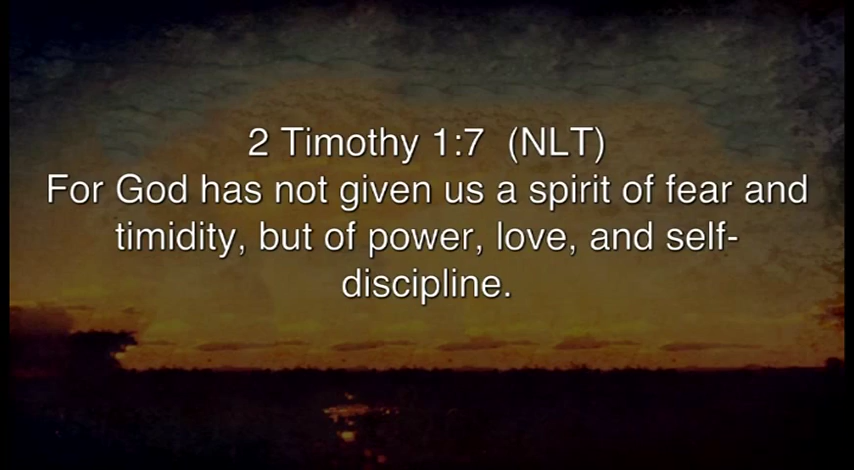 2 Timothy 1:7  (NLT)
For God has not given us a spirit of fear and
timidity, but of power, love, and self-
discipline.